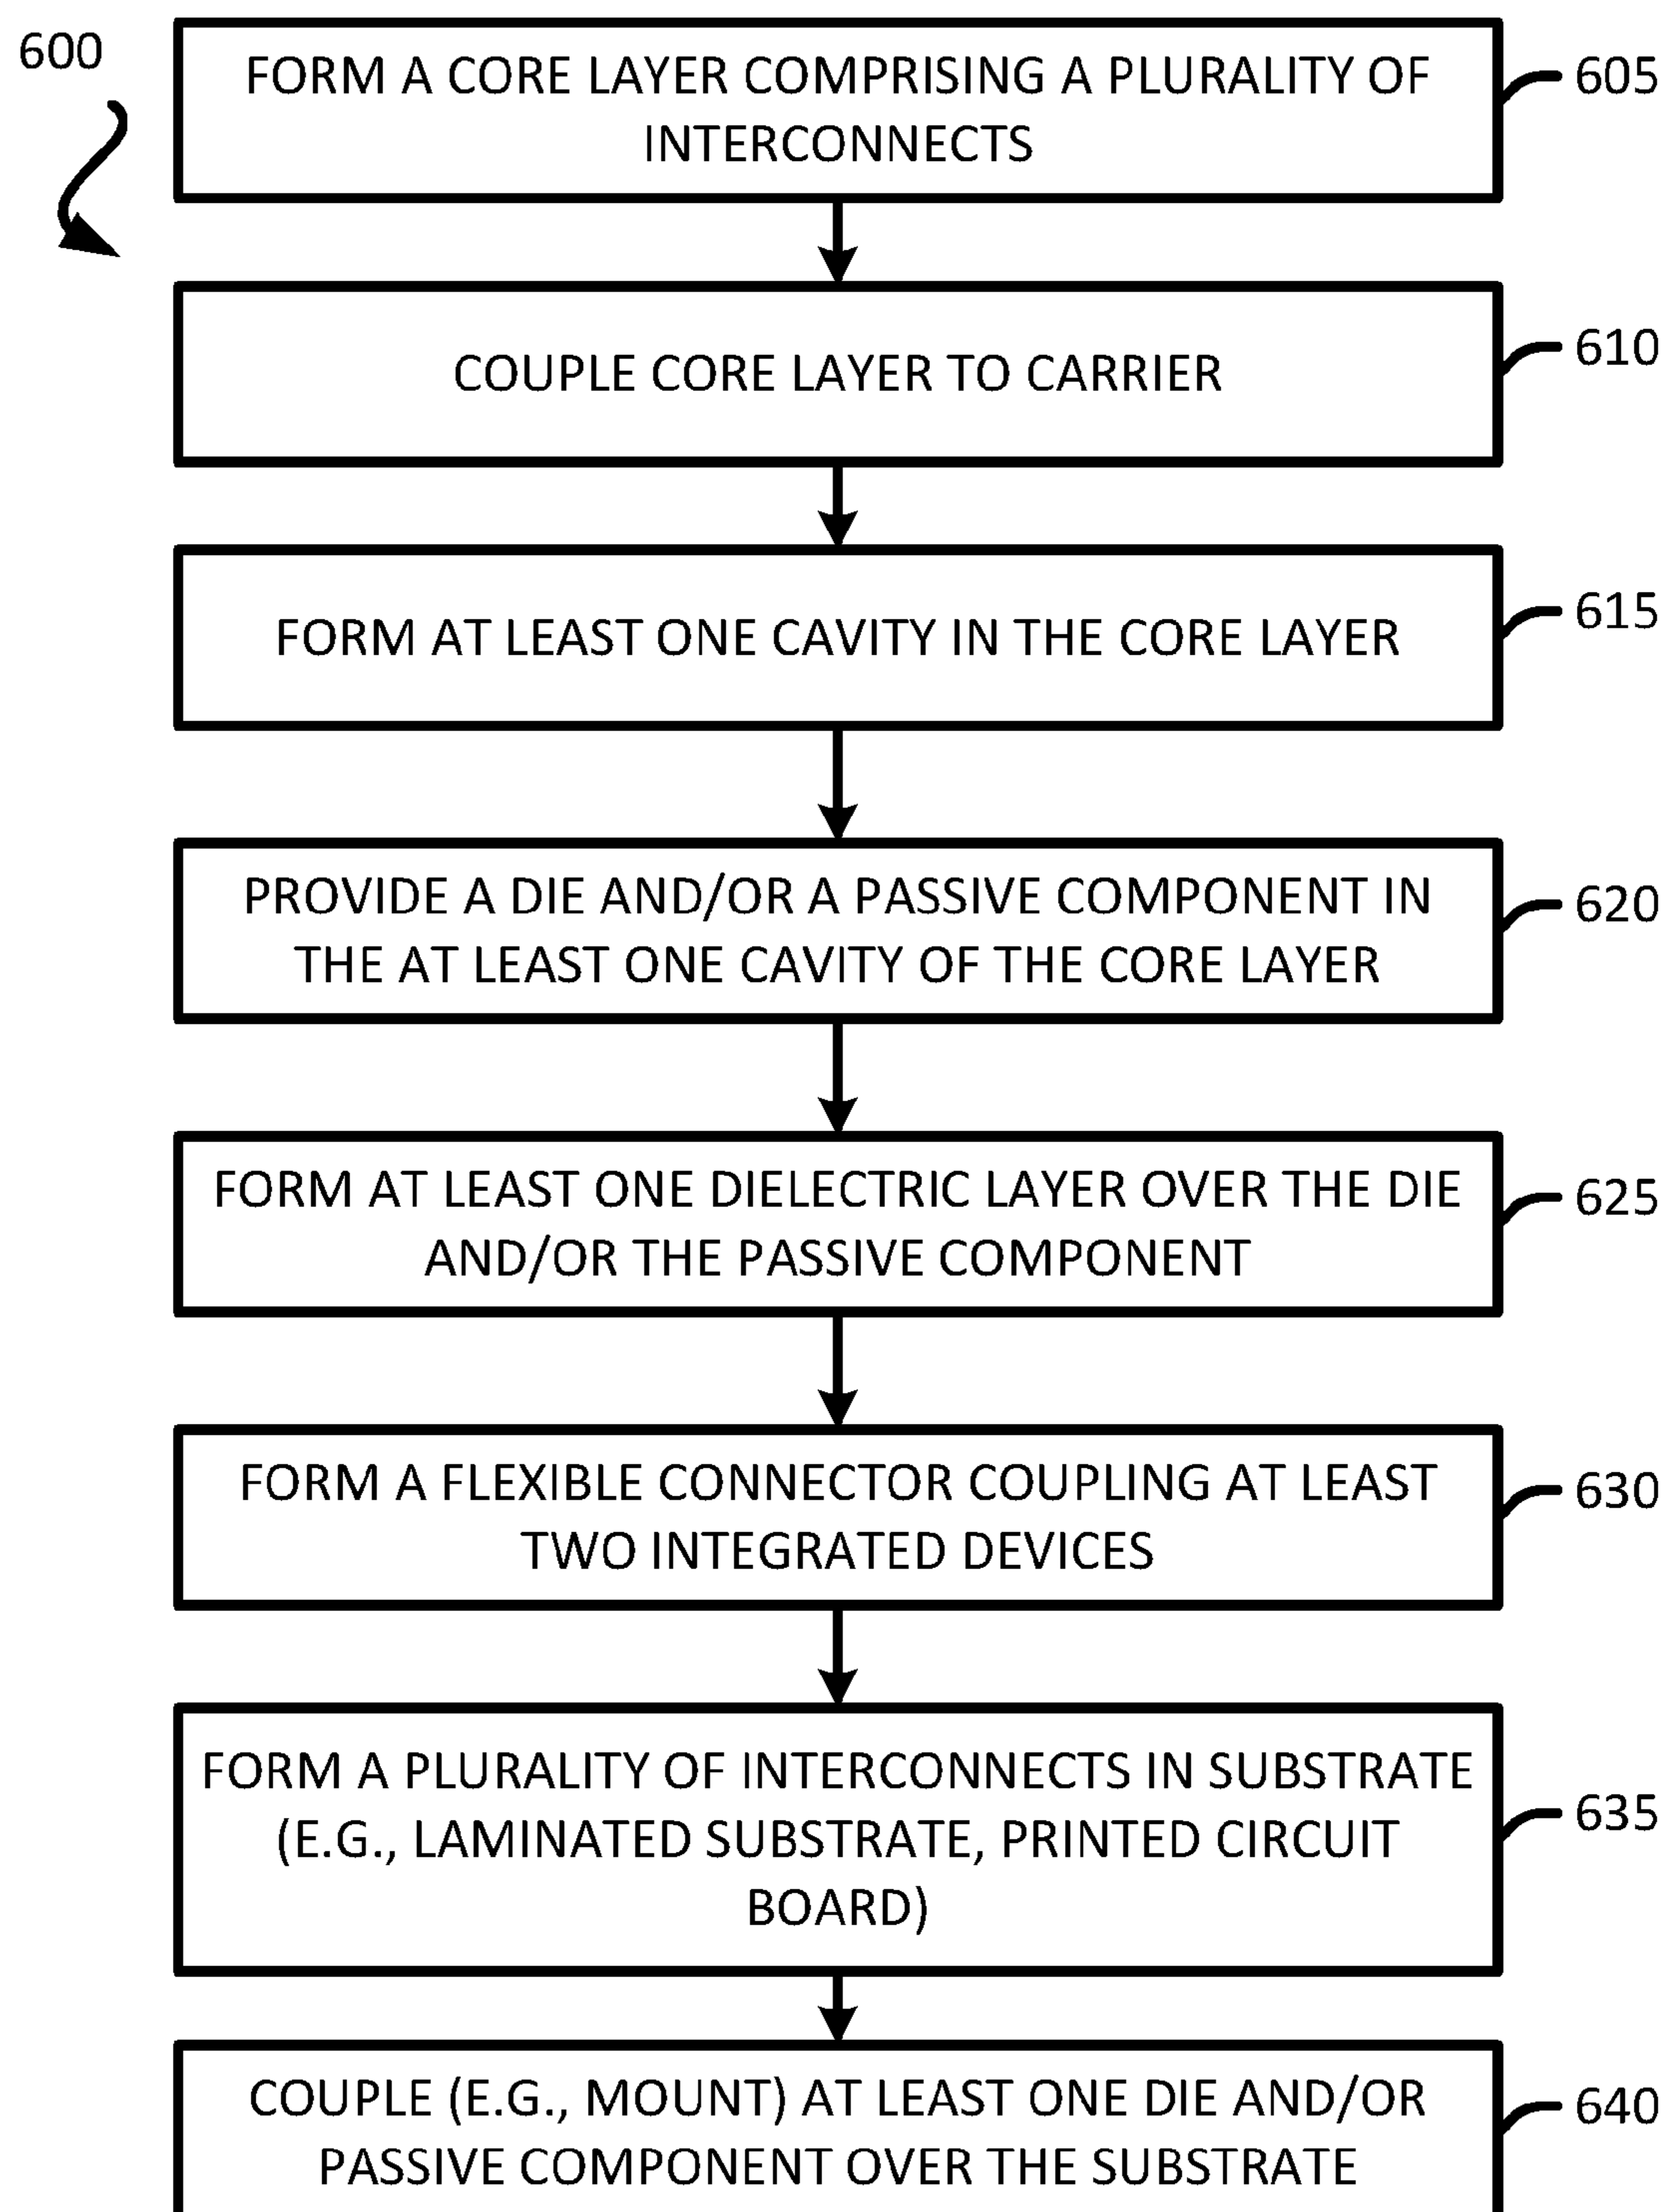 600
FORM A CORE LAYER COMPRISING A PLURALITY OF
INTERCONNECTS
605
COUPLE CORE LAYER TO CARRIER
610
FORM AT LEAST ONE CAVITY IN THE CORE LAYER
615
PROVIDE A DIE AND/OR A PASSIVE COMPONENT IN
THE AT LEAST ONE CAVITY OF THE CORE LAYER
620
FORM AT LEAST ONE DIELECTRIC LAYER OVER THE DIE
AND/OR THE PASSIVE COMPONENT
625
FORM A FLEXIBLE CONNECTOR COUPLING AT LEAST
TWO INTEGRATED DEVICES
630
FORM A PLURALITY OF INTERCONNECTS IN SUBSTRATE
(E.G., LAMINATED SUBSTRATE, PRINTED CIRCUIT
BOARD)
635
COUPLE (E.G., MOUNT) AT LEAST ONE DIE AND/OR
PASSIVE COMPONENT OVER THE SUBSTRATE
640